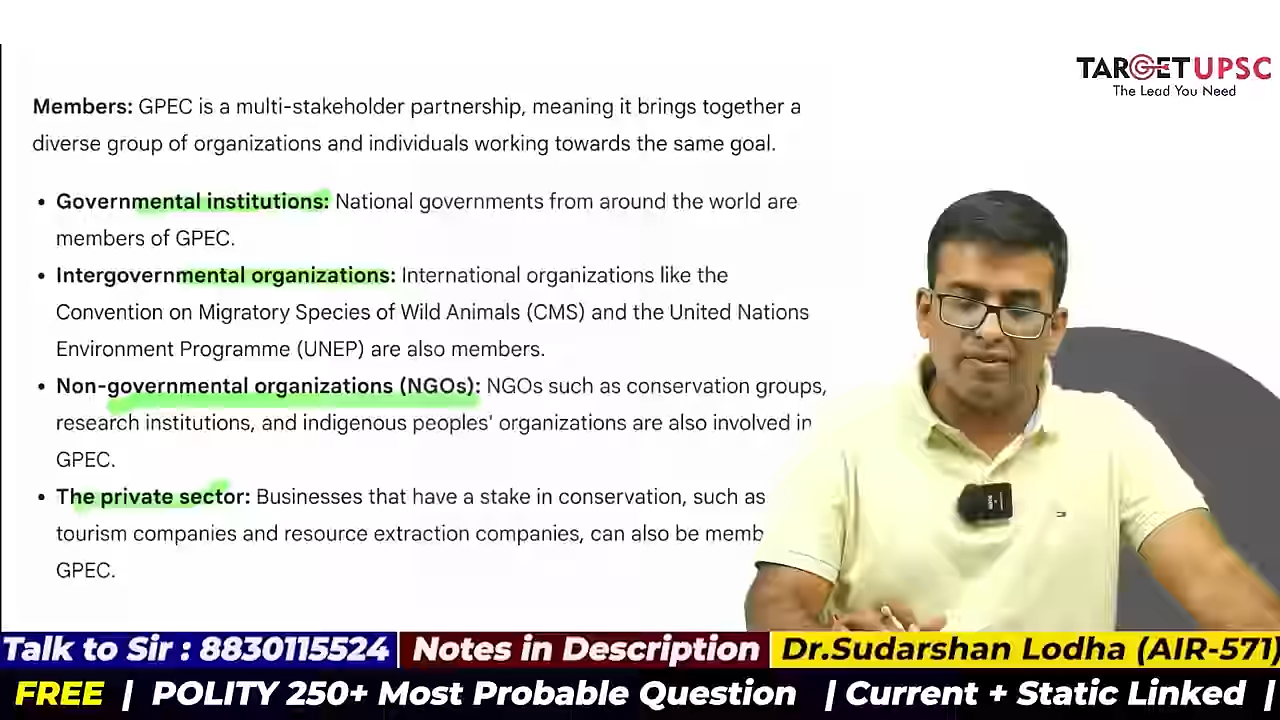 TARGET UPSC
The Lead You Need
Members: GPEC is a multi-stakeholder partnership, meaning it brings together a
diverse group of organizations and individuals working towards the same goal.
• Governmental institutions: National governments from around the world are
members of GPEC.
• Intergovernmental organizations: International organizations like the
Convention on Migratory Species of Wild Animals (CMS) and the United Nations
Environment Programme (UNEP) are also members.
• Non-governmental organizations (NGOs): NGOs such as conservation groups,
research institutions, and indigenous peoples' organizations are also involved in
GPEC.
• The private sector: Businesses that have a stake in conservation, such as
tourism companies and resource extraction companies, can also be memb
GPEC.
Talk to Sir : 8830115524 Notes in Description Dr.Sudarshan Lodha (AIR-571)
FREE | POLITY 250+ Most Probable Question | Current + Static Linked |